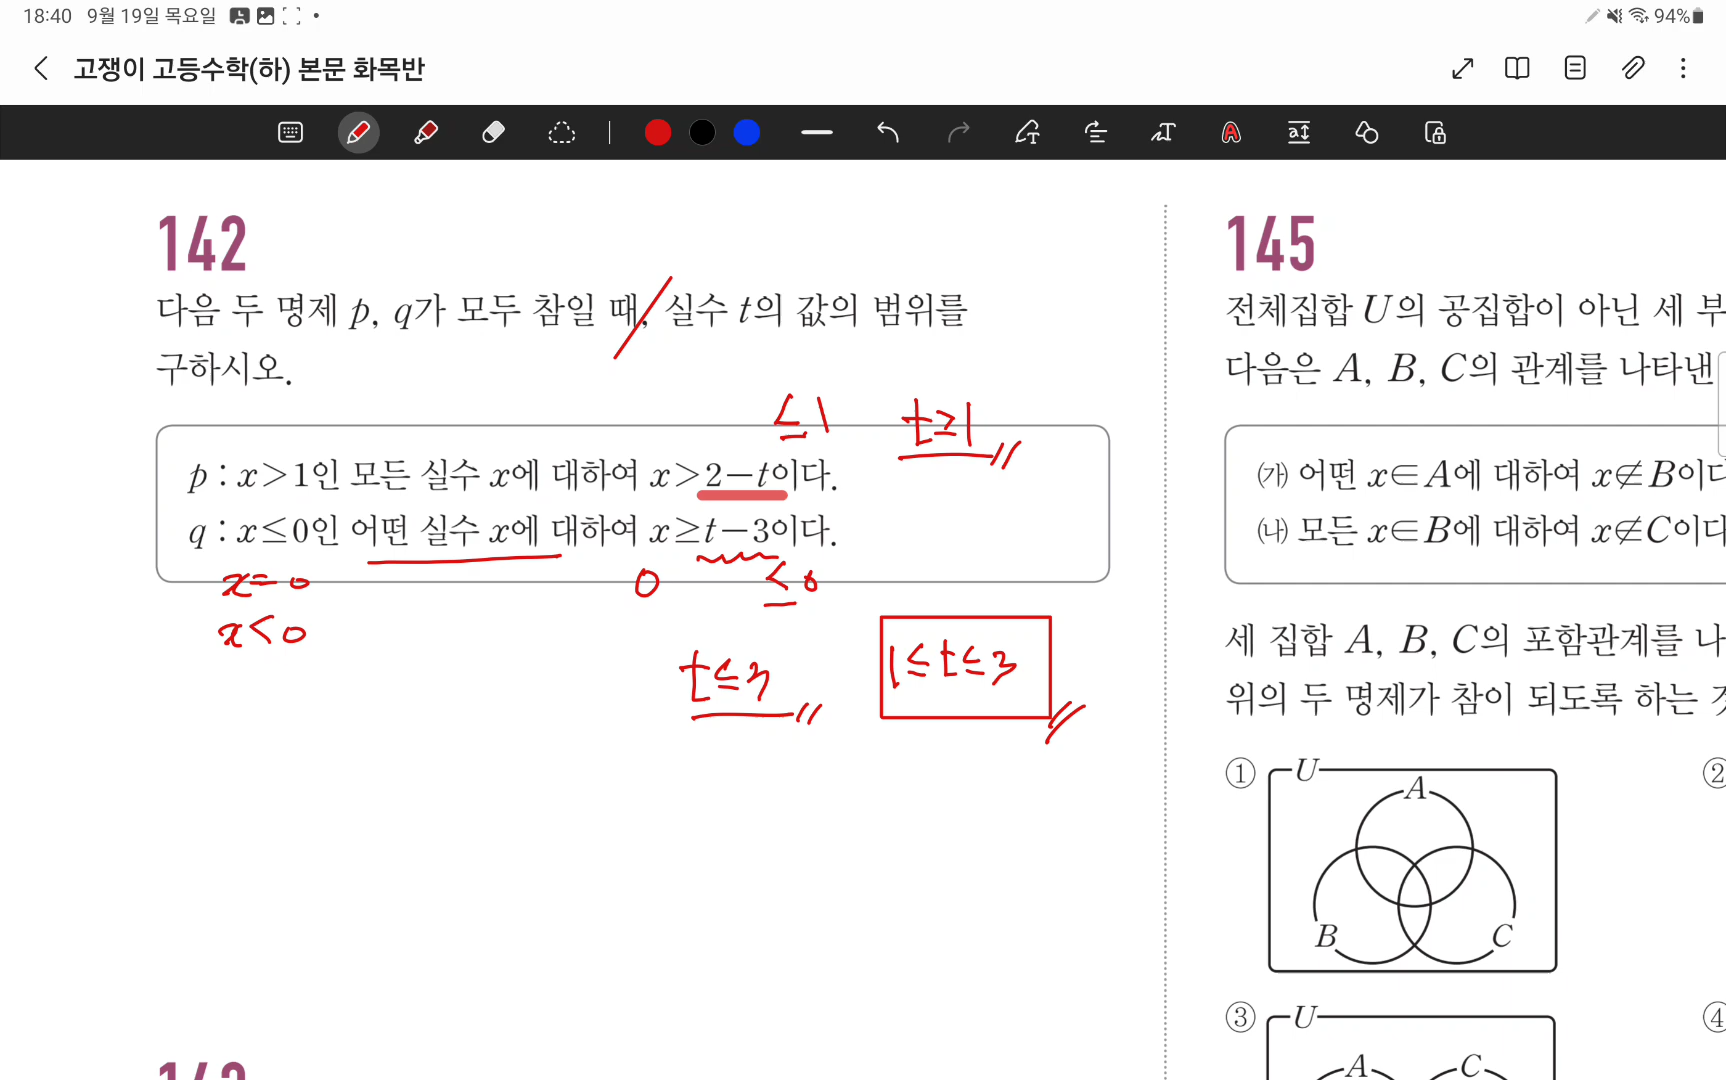 18:40 9월 19일 목요일 94%
고쟁이 고등수학(하) 본문 화목반
142
다음 두 명제 p, q가 모두 참일 때, 실수 t의 값의 범위를
구하시오.
≤1 t≥1
p : x>1인 모든 실수 x에 대하여 x>2-t이다.
q : x≤0인 어떤 실수 x에 대하여 x≥t-3이다.
x=0 0 ≤0
x<0
t≤3 1≤t≤3
145
전체집합 U의 공집합이 아닌 세 부
다음은 A, B, C의 관계를 나타낸
㈎ 어떤 x∈A에 대하여 x∉B이다
㈏ 모든 x∈B에 대하여 x∉C이다
세 집합 A, B, C의 포함관계를 나
위의 두 명제가 참이 되도록 하는
① U ②
A
B C
③ U ④
A C